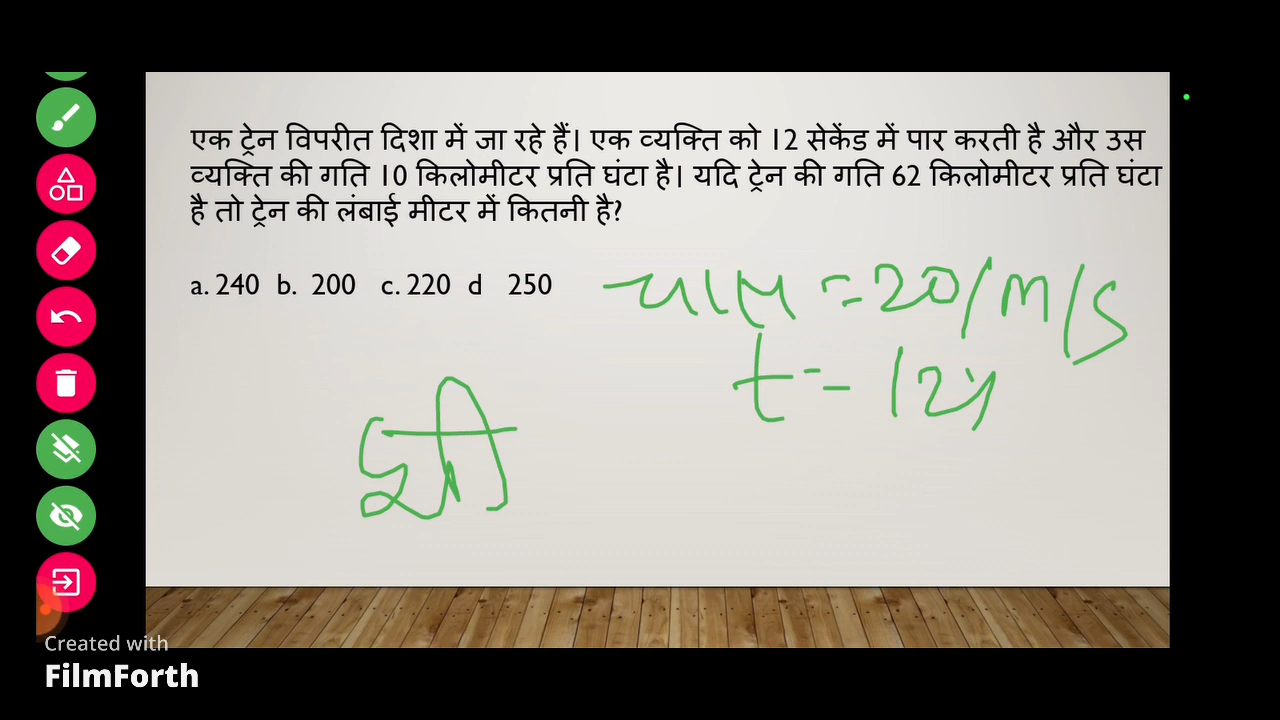 एक ट्रेन विपरीत दिशा में जा रहे हैं। एक व्यक्ति को 12 सेकेंड में पार करती है और उस
व्यक्ति की गति 10 किलोमीटर प्रति घंटा है। यदि ट्रेन की गति 62 किलोमीटर प्रति घंटा
है तो ट्रेन की लंबाई मीटर में कितनी है?
a. 240 b. 200 c. 220 d 250
चाल = 20/m/s
t = 12
Created with
FilmForth